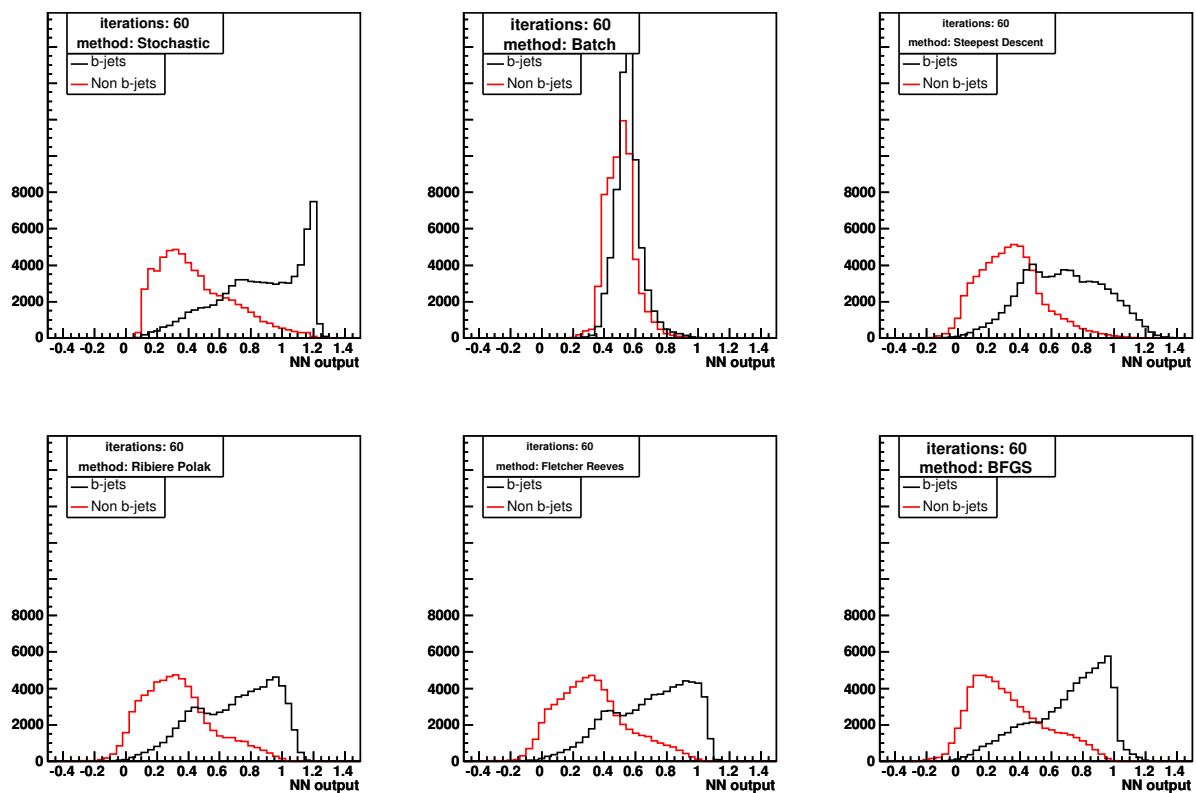 iterations: 60
method: Stochastic
b-jets
Non b-jets
8000
6000
4000
2000
0
-0.4 -0.2 0 0.2 0.4 0.6 0.8 1 1.2 1.4
NN output
iterations: 60
method: Batch
b-jets
Non b-jets
8000
6000
4000
2000
0
-0.4 -0.2 0 0.2 0.4 0.6 0.8 1 1.2 1.4
NN output
iterations: 60
method: Steepest Descent
b-jets
Non b-jets
8000
6000
4000
2000
0
-0.4 -0.2 0 0.2 0.4 0.6 0.8 1 1.2 1.4
NN output
iterations: 60
method: Ribiere Polak
b-jets
Non b-jets
8000
6000
4000
2000
0
-0.4 -0.2 0 0.2 0.4 0.6 0.8 1 1.2 1.4
NN output
iterations: 60
method: Fletcher Reeves
b-jets
Non b-jets
8000
6000
4000
2000
0
-0.4 -0.2 0 0.2 0.4 0.6 0.8 1 1.2 1.4
NN output
iterations: 60
method: BFGS
b-jets
Non b-jets
8000
6000
4000
2000
0
-0.4 -0.2 0 0.2 0.4 0.6 0.8 1 1.2 1.4
NN output